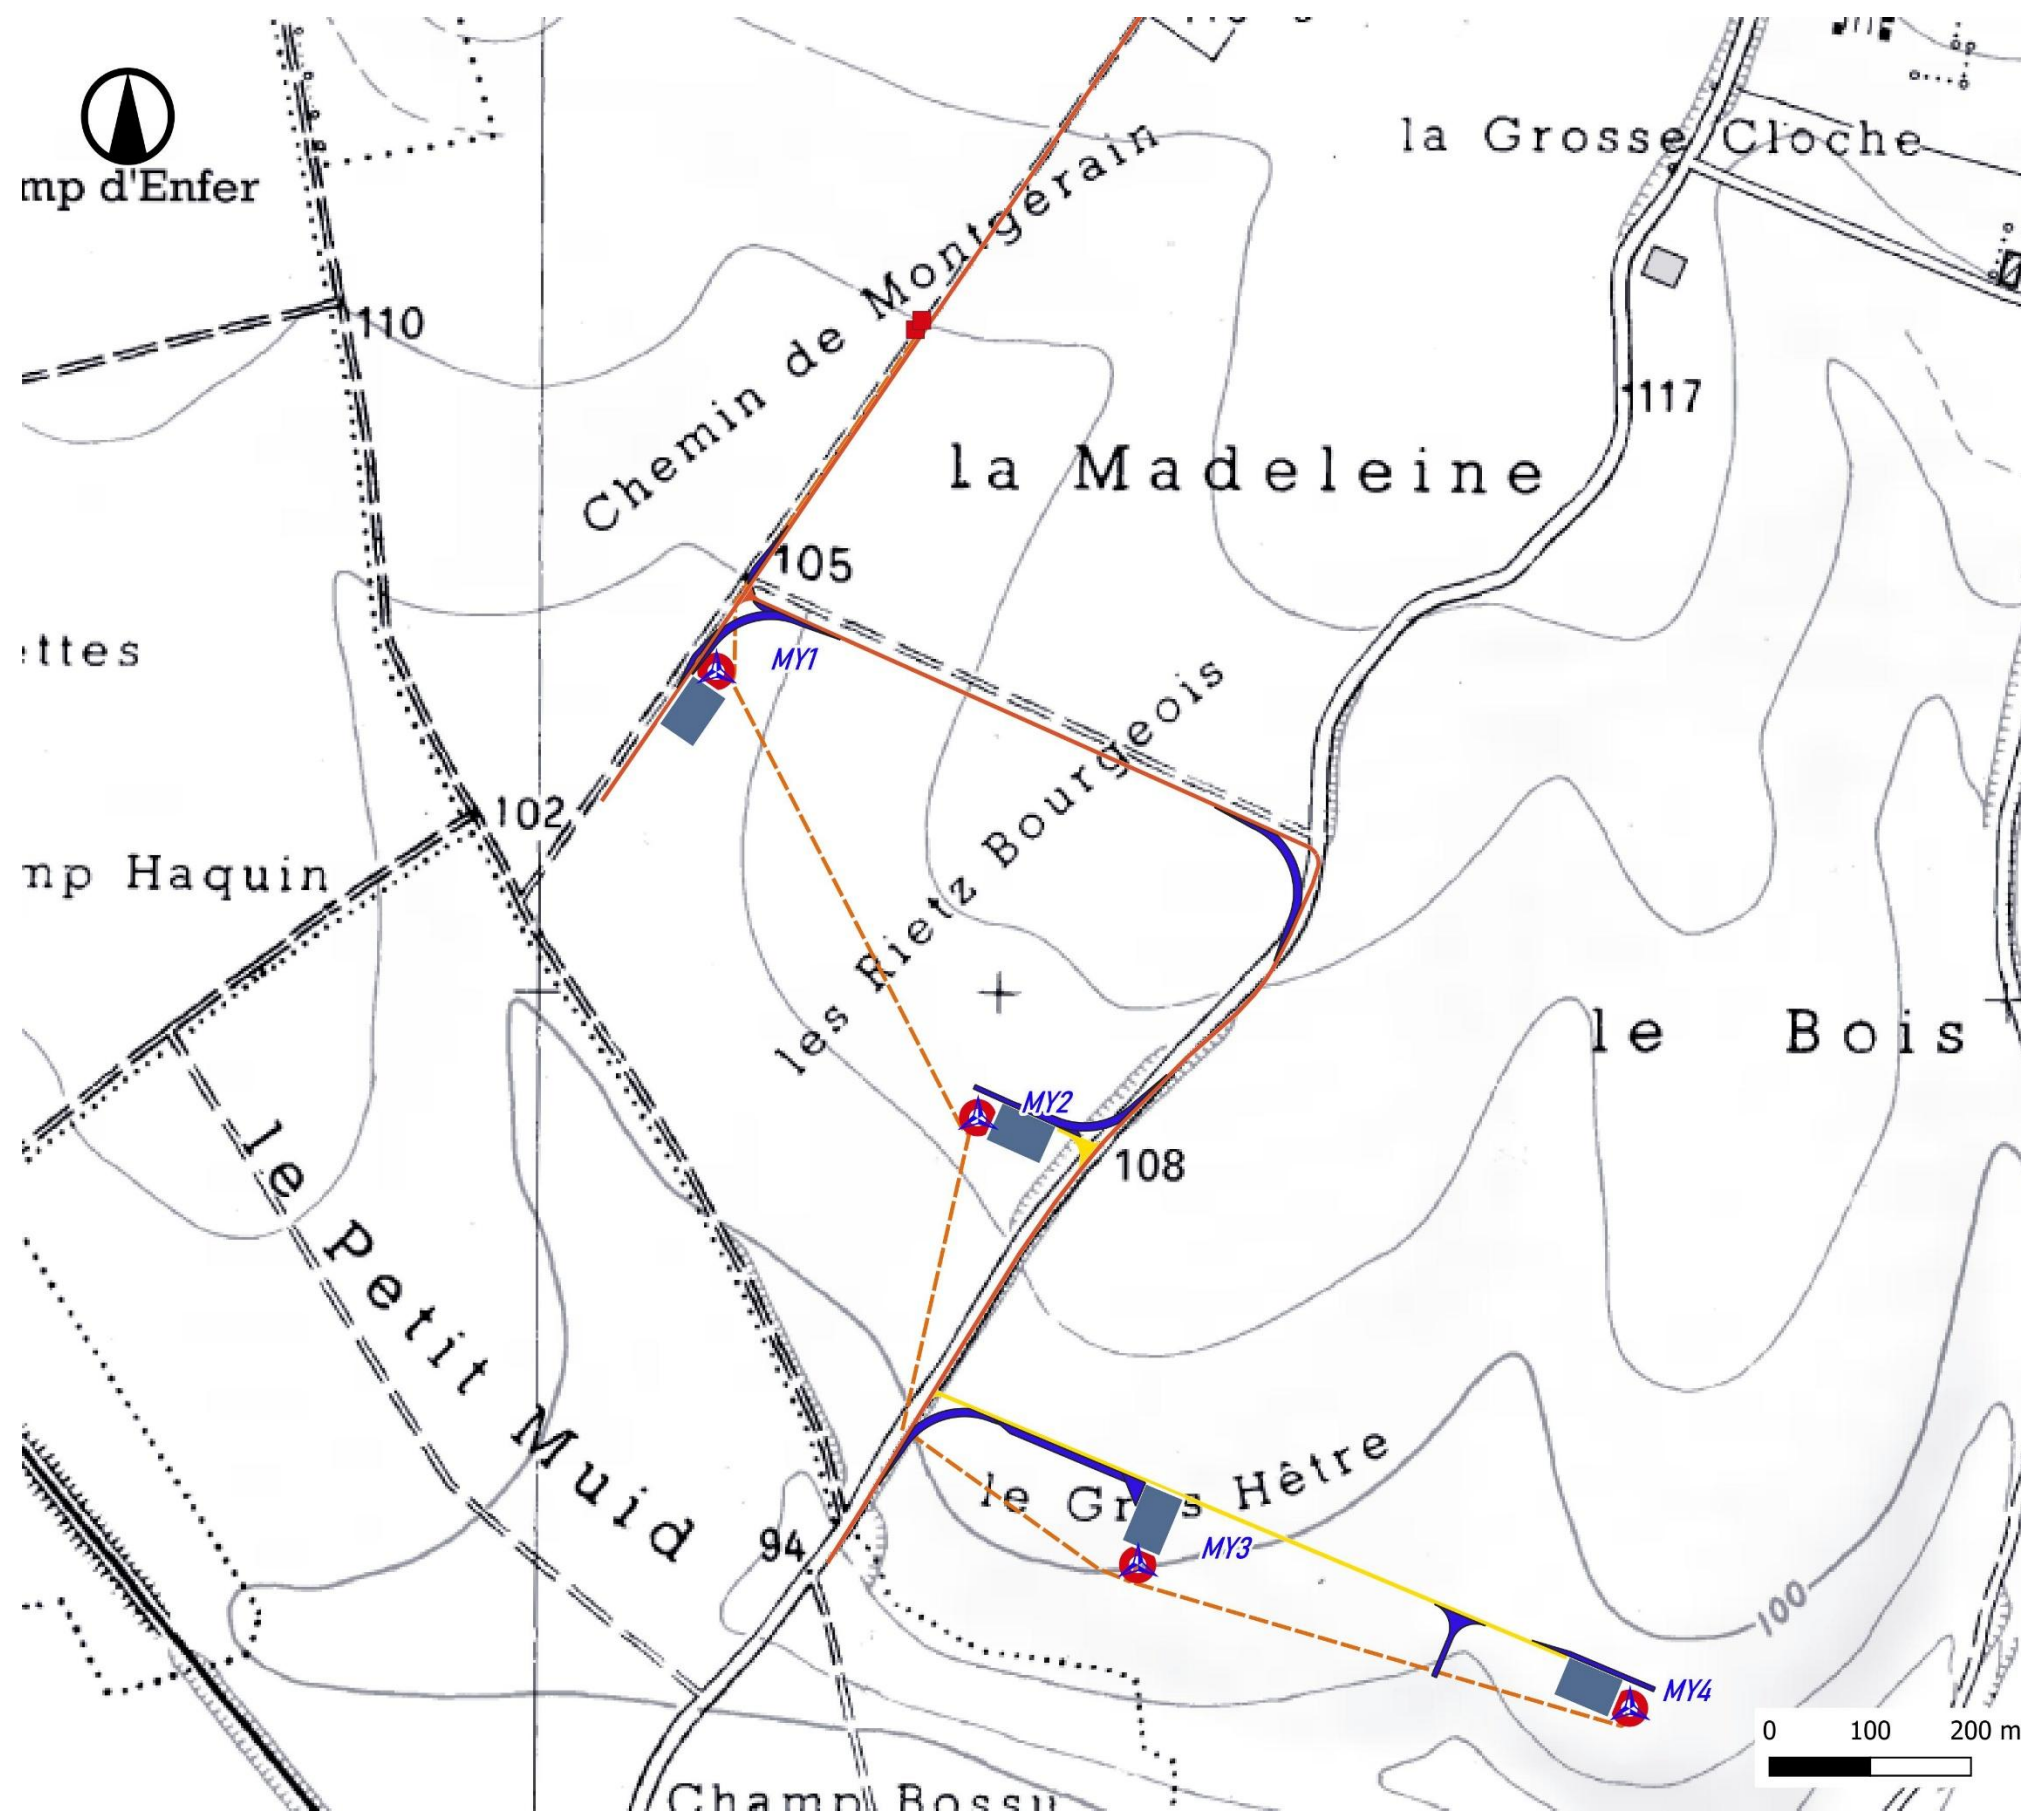 la Grosse Cloche
mp d'Enfer
Chemin de Montgérain
110
117
la Madeleine
105
ttes
MY1
102
les Rietz Bourgeois
mp Haquin
le Bois
MY2
108
le Petit Muid
le Gros Hêtre
94
MY3
100
MY4
0 100 200 m
Champ Bossu